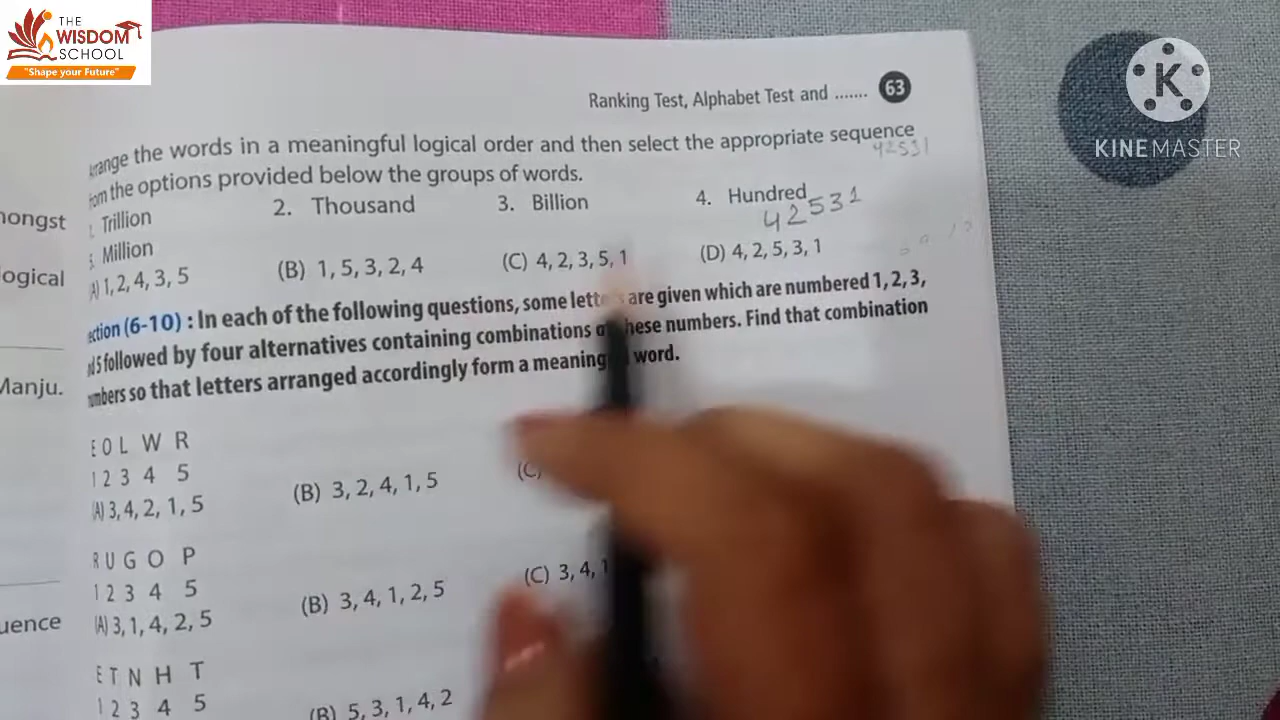 THE
WISDOM
SCHOOL
"Shape your Future"
K
KINEMASTER
Ranking Test, Alphabet Test and ....... 63
the words in a meaningful logical order and then select the appropriate sequence
42531
the options provided below the groups of words.
Trillion 2. Thousand 3. Billion 4. Hundred
42531
Million
(A) 1, 2, 4, 3, 5 (B) 1, 5, 3, 2, 4 (C) 4, 2, 3, 5, 1 (D) 4, 2, 5, 3, 1
(6-10) : In each of the following questions, some letters are given which are numbered 1, 2, 3,
5 followed by four alternatives containing combinations these numbers. Find that combination
so that letters arranged accordingly form a word.
E O L W R
1 2 3 4 5
(A) 3, 4, 2, 1, 5 (B) 3, 2, 4, 1, 5 (C)
R U G O P
1 2 3 4 5
(A) 3, 1, 4, 2, 5 (B) 3, 4, 1, 2, 5 (C) 3, 4, 1
E T N H T
1 2 3 4 5
(B) 5, 3, 1, 4, 2
Manju.